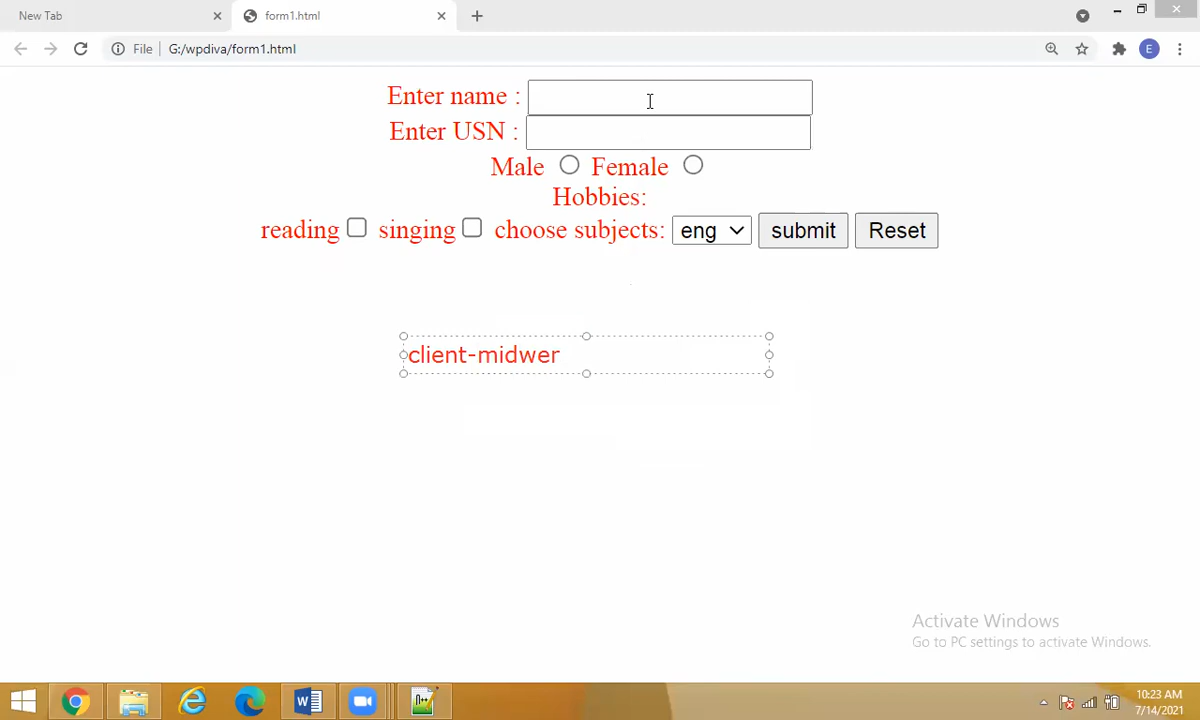 New Tab
form1.html
File G:/wpdiva/form1.html
E
Enter name :
Enter USN :
Male Female
Hobbies:
reading singing choose subjects: eng submit Reset
client-midwer
Activate Windows
Go to PC settings to activate Windows.
10:23 AM
7/14/2021